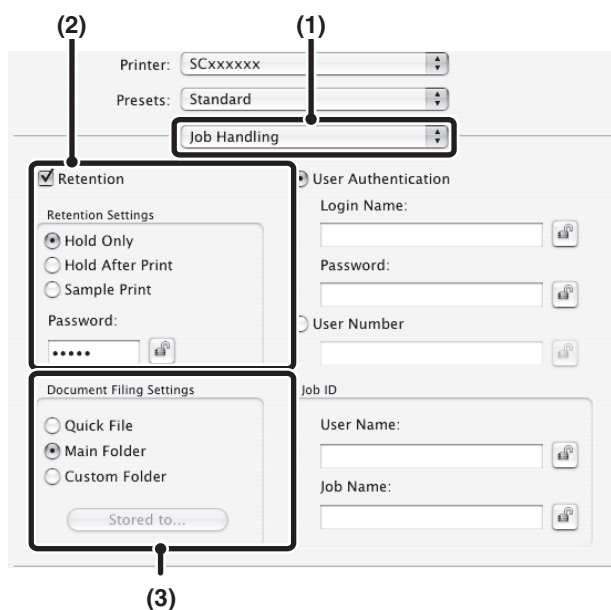 (2)
(1)
Printer: SCxxxxxx
Presets: Standard
Job Handling
Retention
Retention Settings
Hold Only
Hold After Print
Sample Print
Password:
•••••
User Authentication
Login Name:
Password:
User Number
Document Filing Settings
Quick File
Main Folder
Custom Folder
Stored to...
Job ID
User Name:
Job Name:
(3)